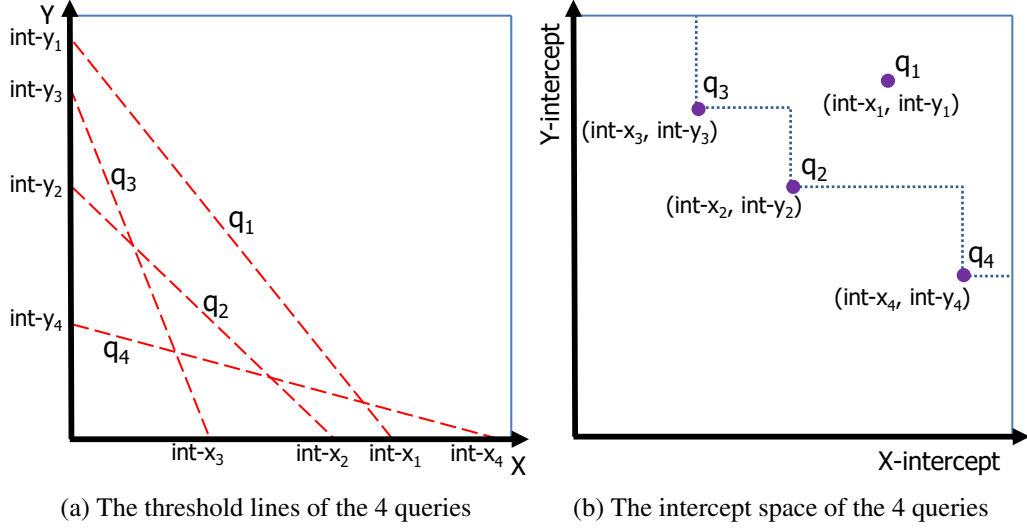 Y
int-y₁
int-y₃
q₃
int-y₂
q₁
q₂
int-y₄
q₄
int-x₃
int-x₂
int-x₁
int-x₄
X
(a) The threshold lines of the 4 queries
Y-intercept
q₁
(int-x₁, int-y₁)
q₃
(int-x₃, int-y₃)
q₂
(int-x₂, int-y₂)
q₄
(int-x₄, int-y₄)
X-intercept
(b) The intercept space of the 4 queries